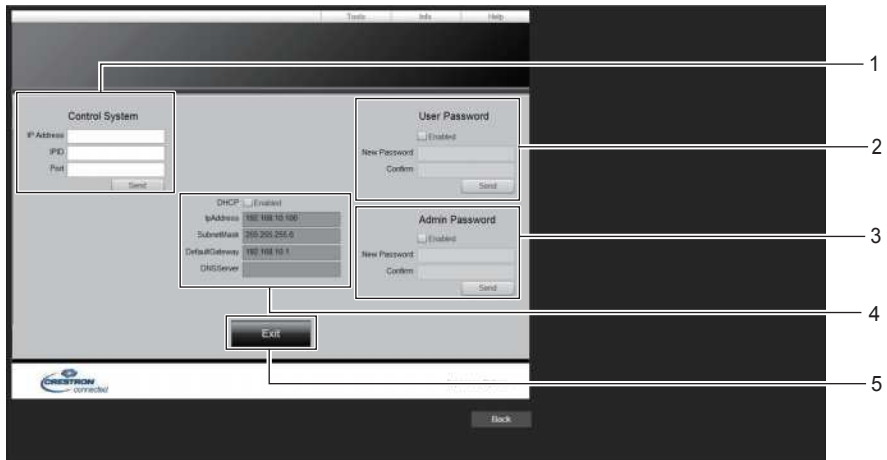 Tools Info Help
1
Control System
IP Address
IPID
Port
Send
User Password
Enabled
New Password
Confirm
Send
2
DHCP Enabled
IpAddress 192.168.10.100
SubnetMask 255.255.255.0
DefaultGateway 192.168.10.1
DNSServer
Admin Password
Enabled
New Password
Confirm
Send
3
4
Exit
5
CRESTRON
connected
Back